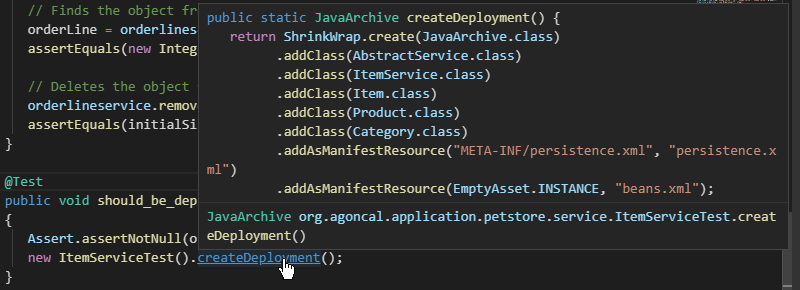 // Finds the object fr
orderLine = orderlines
assertEquals(new Integ
// Deletes the object
orderlineservice.remov
assertEquals(initialSi
}
@Test
public void should_be_dep
{
Assert.assertNotNull(o
new ItemServiceTest().createDeployment();
}
public static JavaArchive createDeployment() {
return ShrinkWrap.create(JavaArchive.class)
.addClass(AbstractService.class)
.addClass(ItemService.class)
.addClass(Item.class)
.addClass(Product.class)
.addClass(Category.class)
.addAsManifestResource("META-INF/persistence.xml", "persistence.x
ml")
.addAsManifestResource(EmptyAsset.INSTANCE, "beans.xml");
JavaArchive org.agoncal.application.petstore.service.ItemServiceTest.creat
eDeployment()